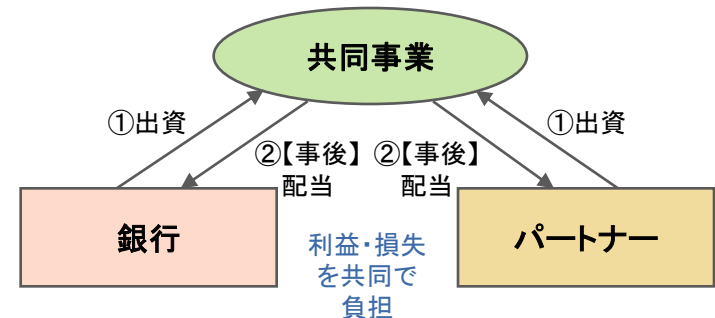 共同事業
①出資
①出資
②【事後】
配当
②【事後】
配当
銀行
利益・損失
を共同で
負担
パートナー